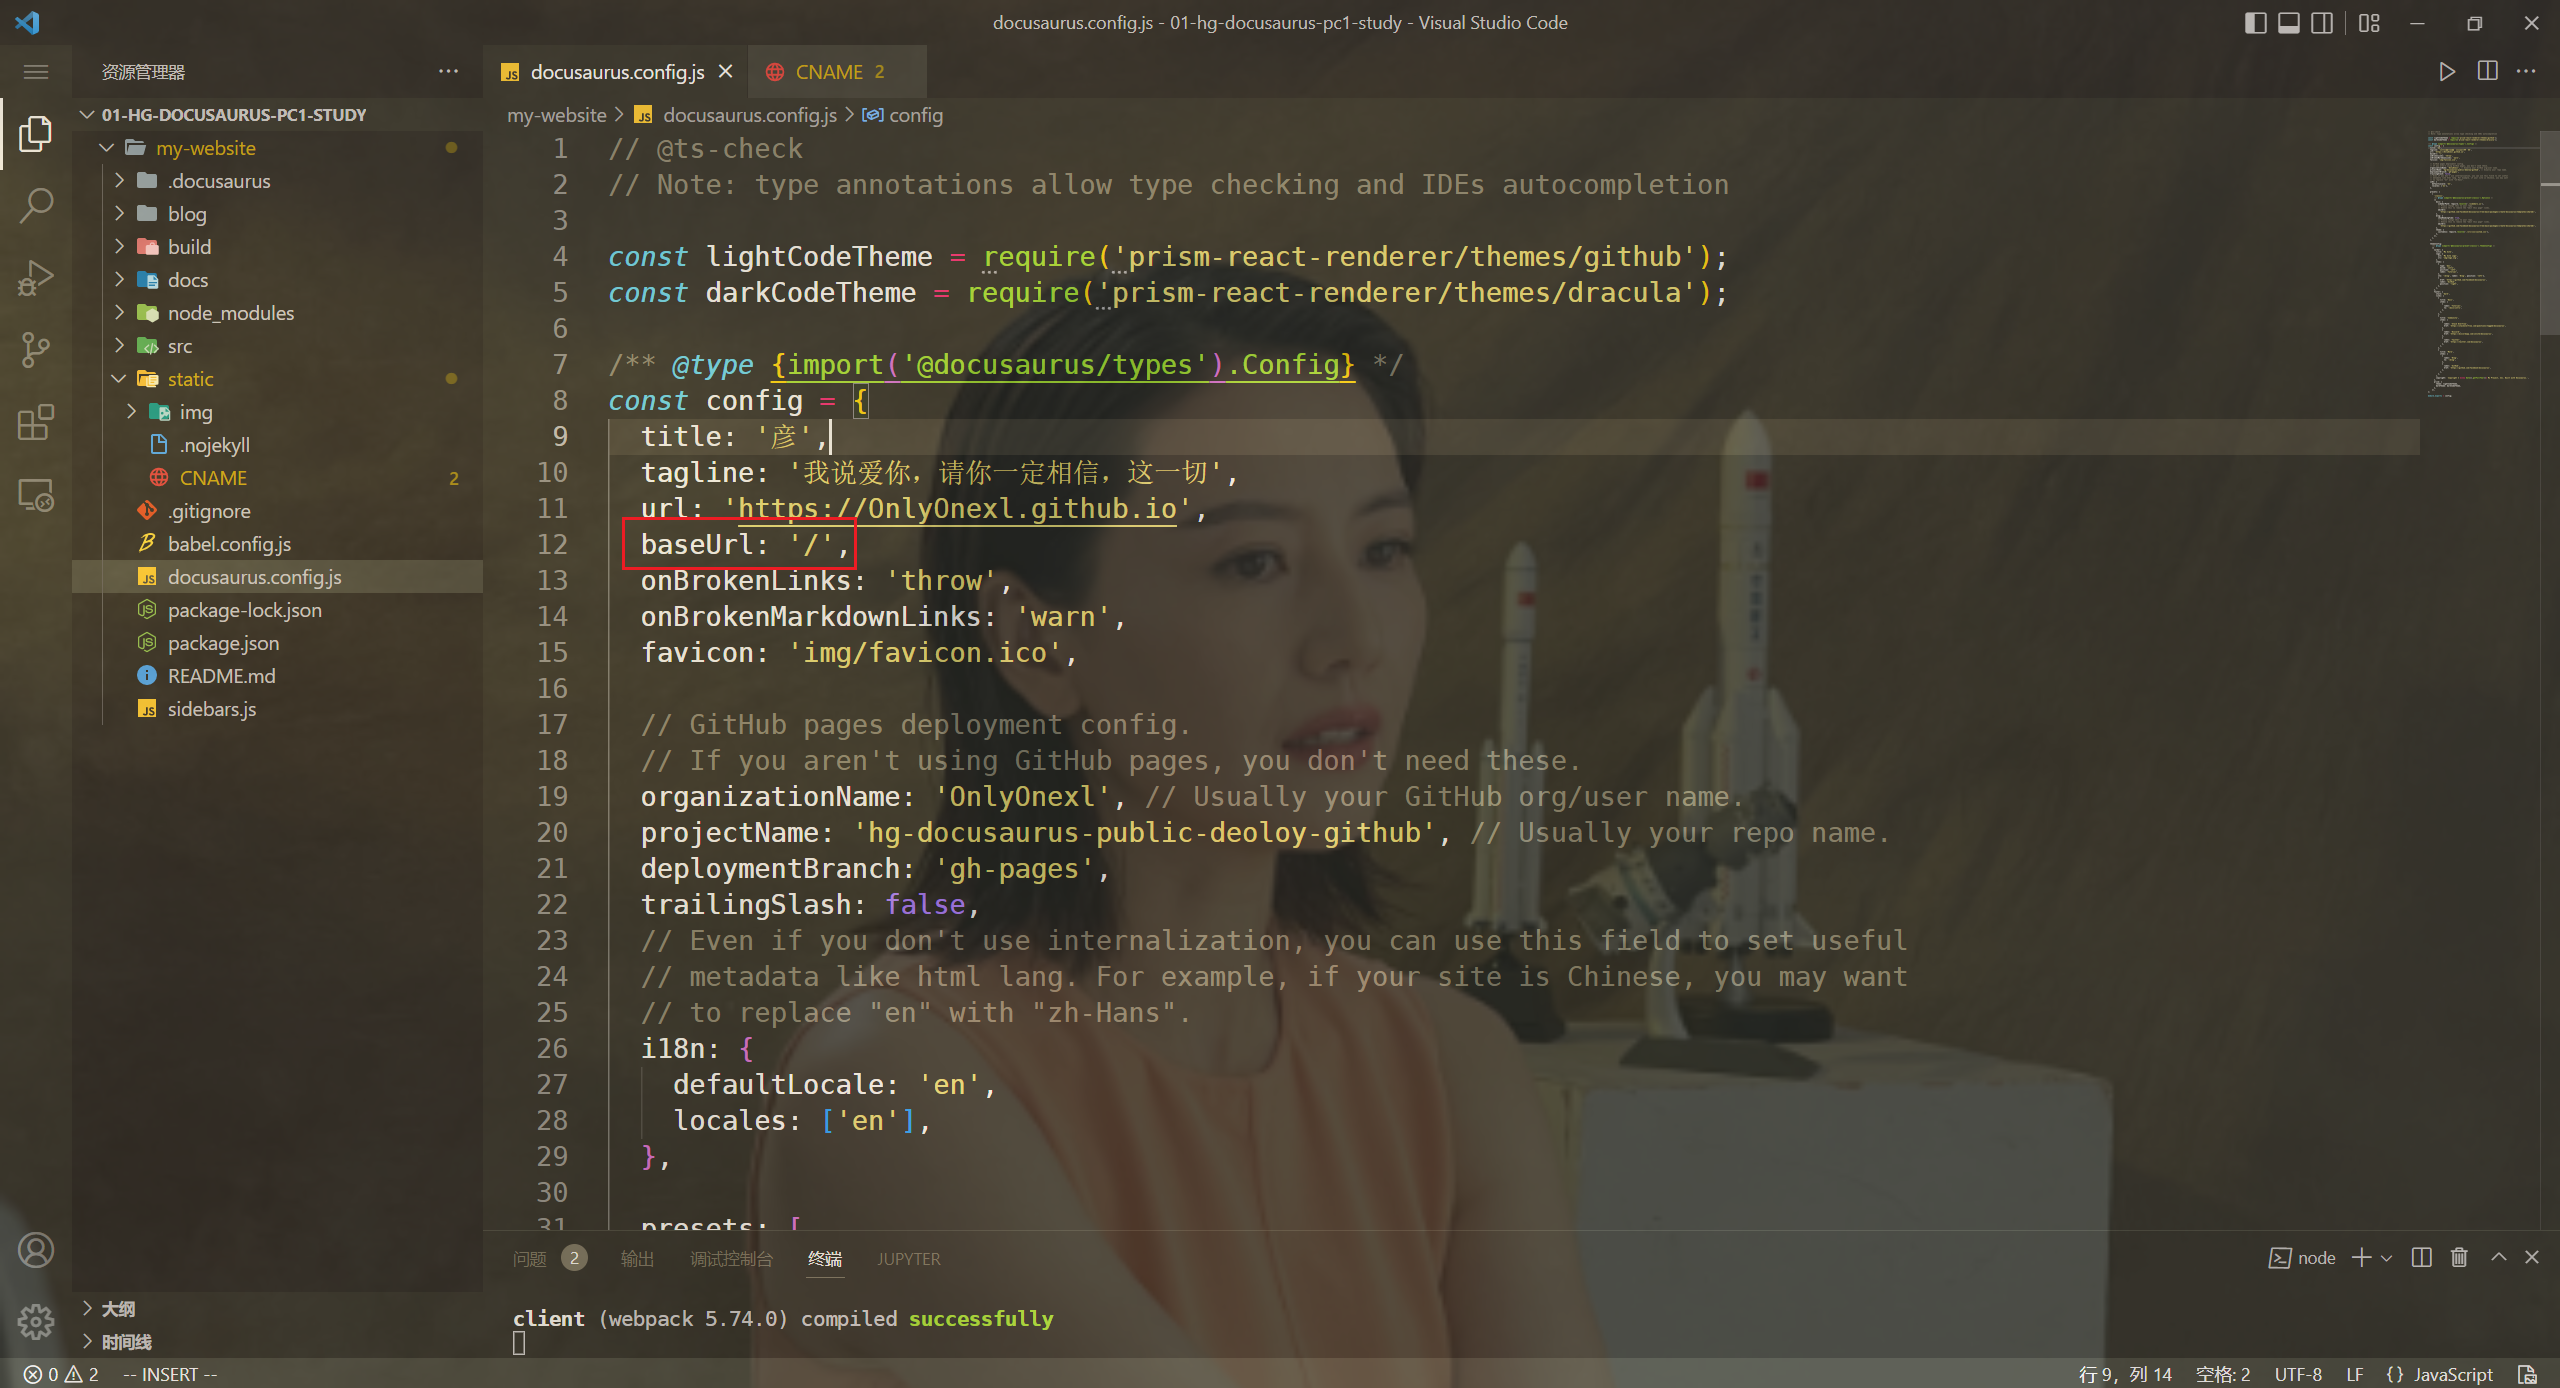 docusaurus.config.js - 01-hg-docusaurus-pc1-study - Visual Studio Code
资源管理器
docusaurus.config.js
CNAME 2
01-HG-DOCUSAURUS-PC1-STUDY
my-website
.docusaurus
blog
build
docs
node_modules
src
static
img
.nojekyll
CNAME 2
.gitignore
babel.config.js
docusaurus.config.js
package-lock.json
package.json
README.md
sidebars.js
大纲
时间线
my-website > docusaurus.config.js > config
1 // @ts-check
2 // Note: type annotations allow type checking and IDEs autocompletion
3
4 const lightCodeTheme = require('prism-react-renderer/themes/github');
5 const darkCodeTheme = require('prism-react-renderer/themes/dracula');
6
7 /** @type {import('@docusaurus/types').Config} */
8 const config = {
9 title: '彦',
10 tagline: '我说爱你，请你一定相信，这一切',
11 url: 'https://OnlyOnexl.github.io',
12 baseUrl: '/',
13 onBrokenLinks: 'throw',
14 onBrokenMarkdownLinks: 'warn',
15 favicon: 'img/favicon.ico',
16
17 // GitHub pages deployment config.
18 // If you aren't using GitHub pages, you don't need these.
19 organizationName: 'OnlyOnexl', // Usually your GitHub org/user name.
20 projectName: 'hg-docusaurus-public-deoloy-github', // Usually your repo name.
21 deploymentBranch: 'gh-pages',
22 trailingSlash: false,
23 // Even if you don't use internalization, you can use this field to set useful
24 // metadata like html lang. For example, if your site is Chinese, you may want
25 // to replace "en" with "zh-Hans".
26 i18n: {
27 defaultLocale: 'en',
28 locales: ['en'],
29 },
30
31 presets: [
问题 2 输出 调试控制台 终端 JUPYTER
node
client (webpack 5.74.0) compiled successfully
0 2 -- INSERT --
行 9，列 14 空格: 2 UTF-8 LF {} JavaScript